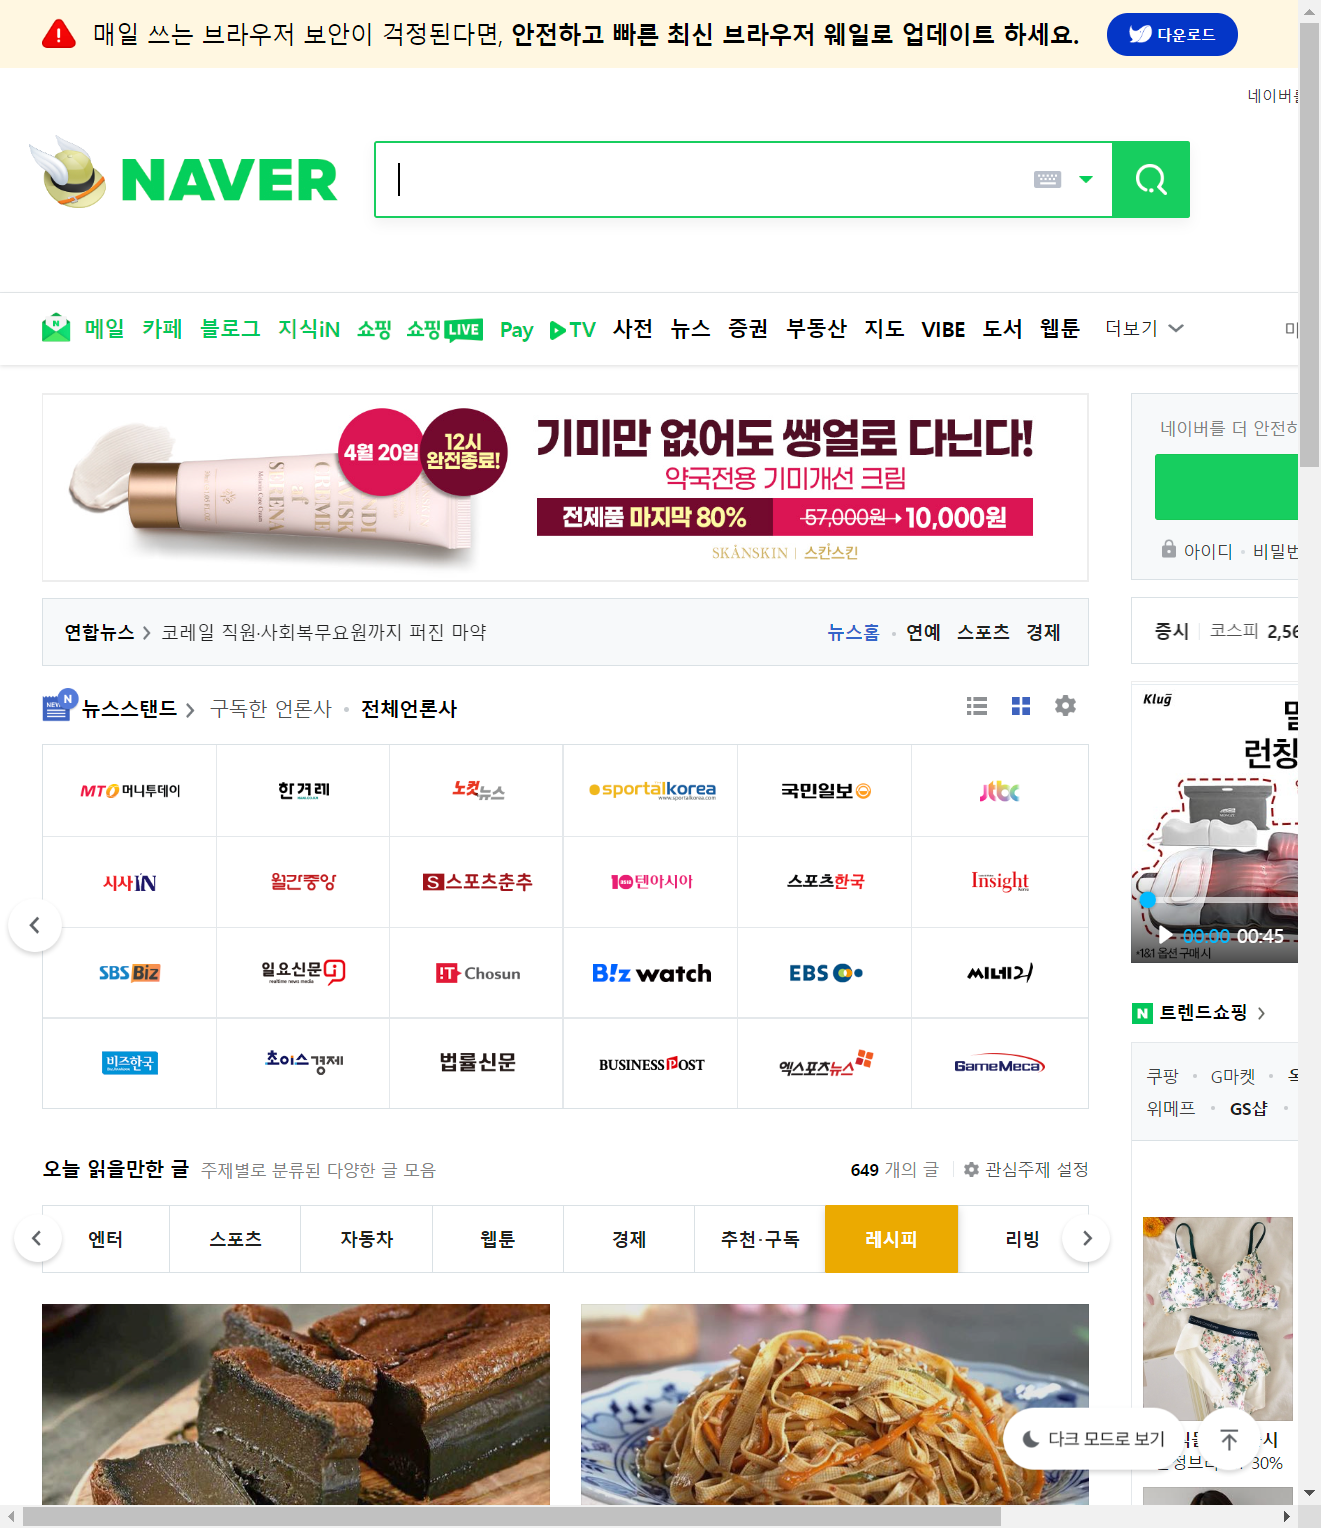 매일 쓰는 브라우저 보안이 걱정된다면, 안전하고 빠른 최신 브라우저 웨일로 업데이트 하세요. 다운로드
네이버를
NAVER
메일 카페 블로그 지식iN 쇼핑 쇼핑LIVE Pay TV 사전 뉴스 증권 부동산 지도 VIBE 도서 웹툰 더보기
4월 20일 12시 완전종료!
기미만 없어도 쌩얼로 다닌다!
약국전용 기미개선 크림
전제품 마지막 80% 57,000원→10,000원
SKANSKIN | 스칸스킨
네이버를 더 안전하
아이디 · 비밀번
연합뉴스 > 코레일 직원·사회복무요원까지 퍼진 마약 뉴스홈 · 연예 스포츠 경제
증시 코스피 2,56
뉴스스탠드 > 구독한 언론사 · 전체언론사
Klug
런칭
MT 머니투데이 한겨레 노컷뉴스 sportalkorea www.sportalkorea.com 국민일보 jtbc
시사IN 월간중앙 S스포츠춘추 10텐아시아 스포츠한국 Insight
SBS Biz 일요신문 realtime news media IT Chosun B!z watch EBS 씨네21
00:00 00:45
*1&1 옵션 구매 시
비즈한국 초이스경제 법률신문 BUSINESS POST 엑스포츠뉴스 GameMeca
트렌드쇼핑 >
쿠팡 · G마켓 ·
위메프 · GS샵 ·
오늘 읽을만한 글 주제별로 분류된 다양한 글 모음 649 개의 글 관심주제 설정
엔터 스포츠 자동차 웹툰 경제 추천·구독 레시피 리빙
다크 모드로 보기
80%